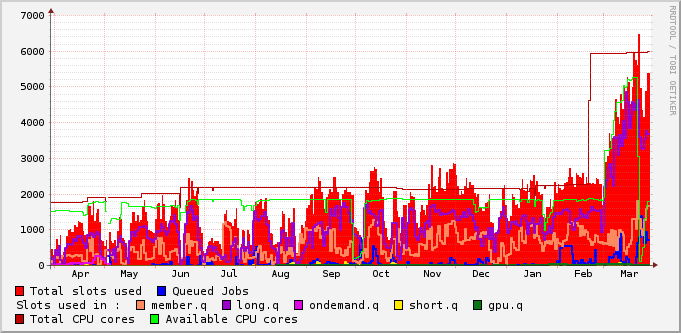 7000
6000
5000
4000
3000
2000
1000
0
Apr May Jun Jul Aug Sep Oct Nov Dec Jan Feb Mar
RRDTOOL / TOBI OETIKER
Total slots used Queued Jobs
Slots used in : member.q long.q ondemand.q short.q gpu.q
Total CPU cores Available CPU cores